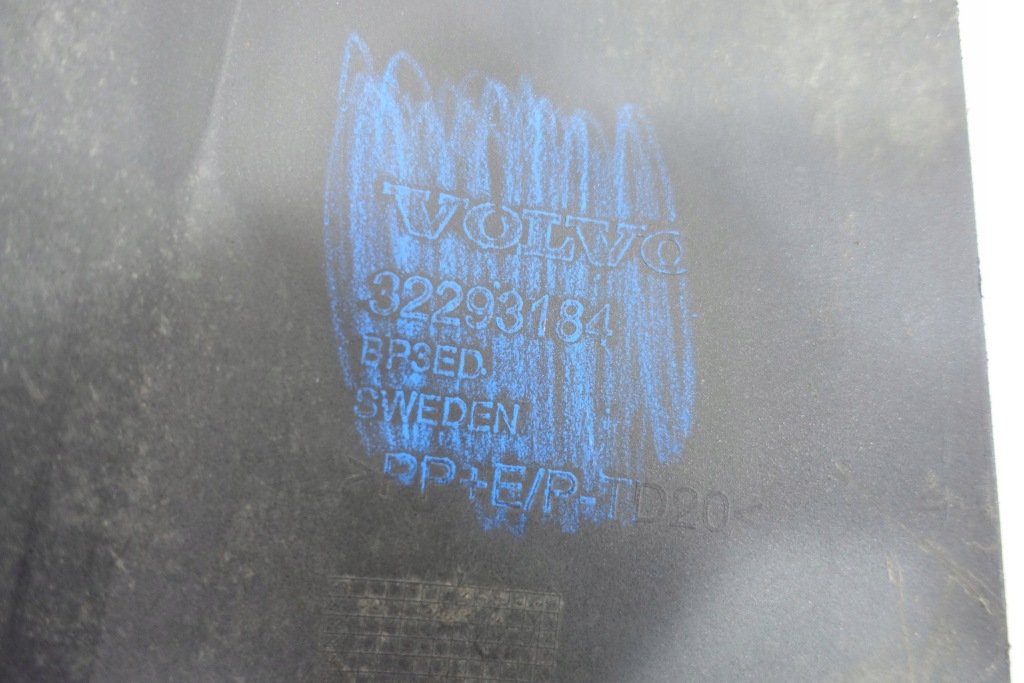 VOLVO
32293184
BP3ED
SWEDEN
>PP+E/P-TD20<